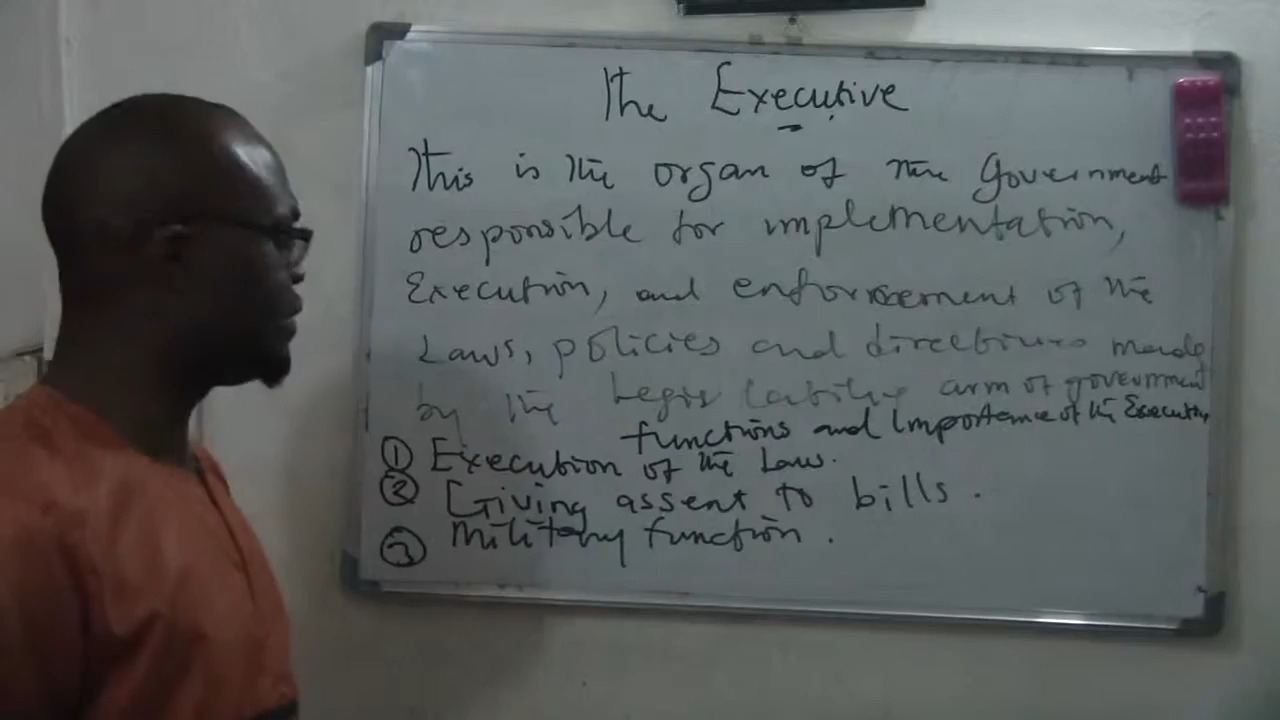 The Executive
This is the organ of the Government
responsible for implementation,
Execution, and enforcement of the
Laws, policies and directives made
by the Legislative arm of government
functions and Importance of the Executive
① Execution of the Law.
② Giving assent to bills.
③ Military function.